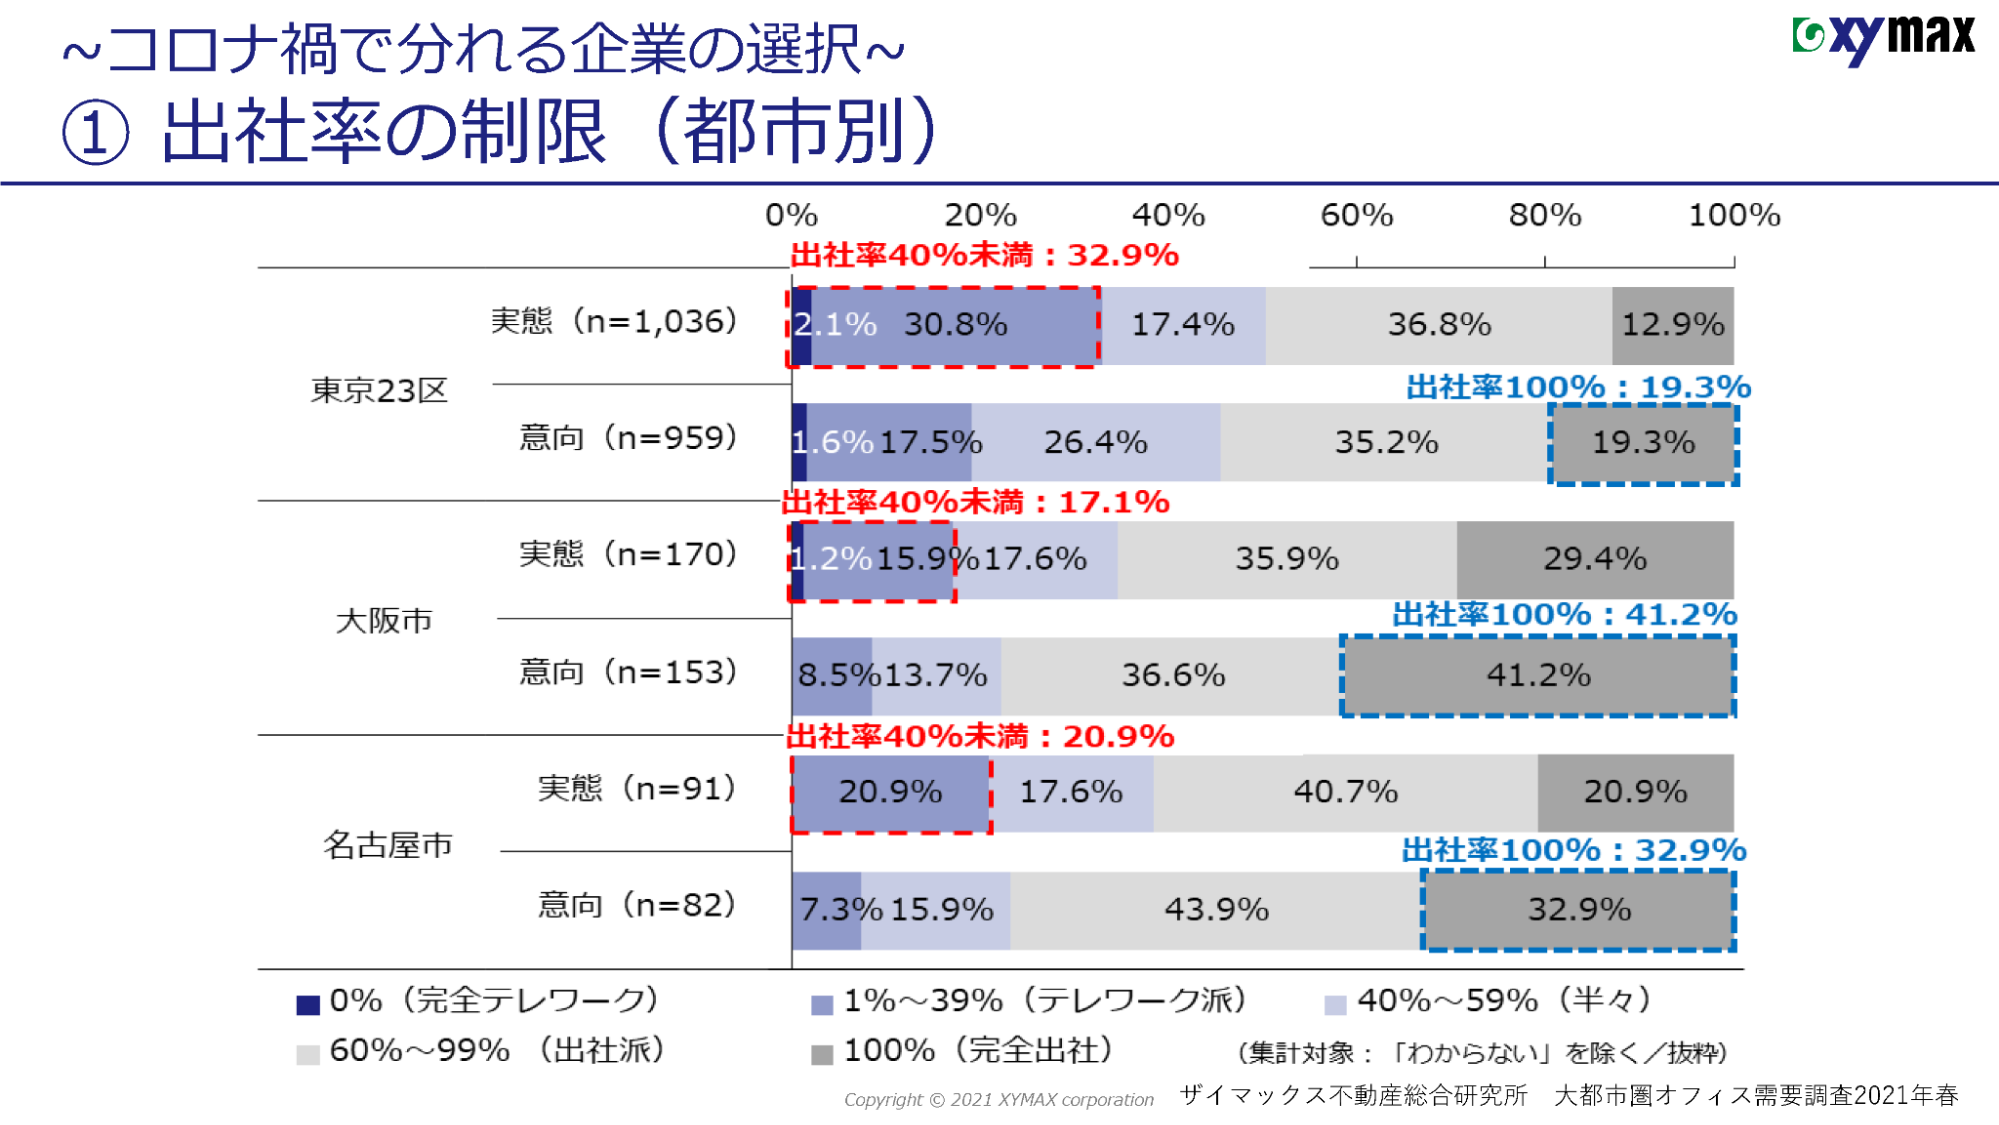 ~コロナ禍で分れる企業の選択~
xymax
① 出社率の制限（都市別）
0% 20% 40% 60% 80% 100%
出社率40%未満：32.9%
東京23区
実態（n=1,036） 2.1% 30.8% 17.4% 36.8% 12.9%
出社率100%：19.3%
意向（n=959） 1.6% 17.5% 26.4% 35.2% 19.3%
出社率40%未満：17.1%
大阪市
実態（n=170） 1.2% 15.9% 17.6% 35.9% 29.4%
出社率100%：41.2%
意向（n=153） 8.5% 13.7% 36.6% 41.2%
出社率40%未満：20.9%
名古屋市
実態（n=91） 20.9% 17.6% 40.7% 20.9%
出社率100%：32.9%
意向（n=82） 7.3% 15.9% 43.9% 32.9%
0%（完全テレワーク） 1%～39%（テレワーク派） 40%～59%（半々）
60%～99% （出社派） 100%（完全出社） （集計対象：「わからない」を除く／抜粋）
Copyright © 2021 XYMAX corporation ザイマックス不動産総合研究所 大都市圏オフィス需要調査2021年春